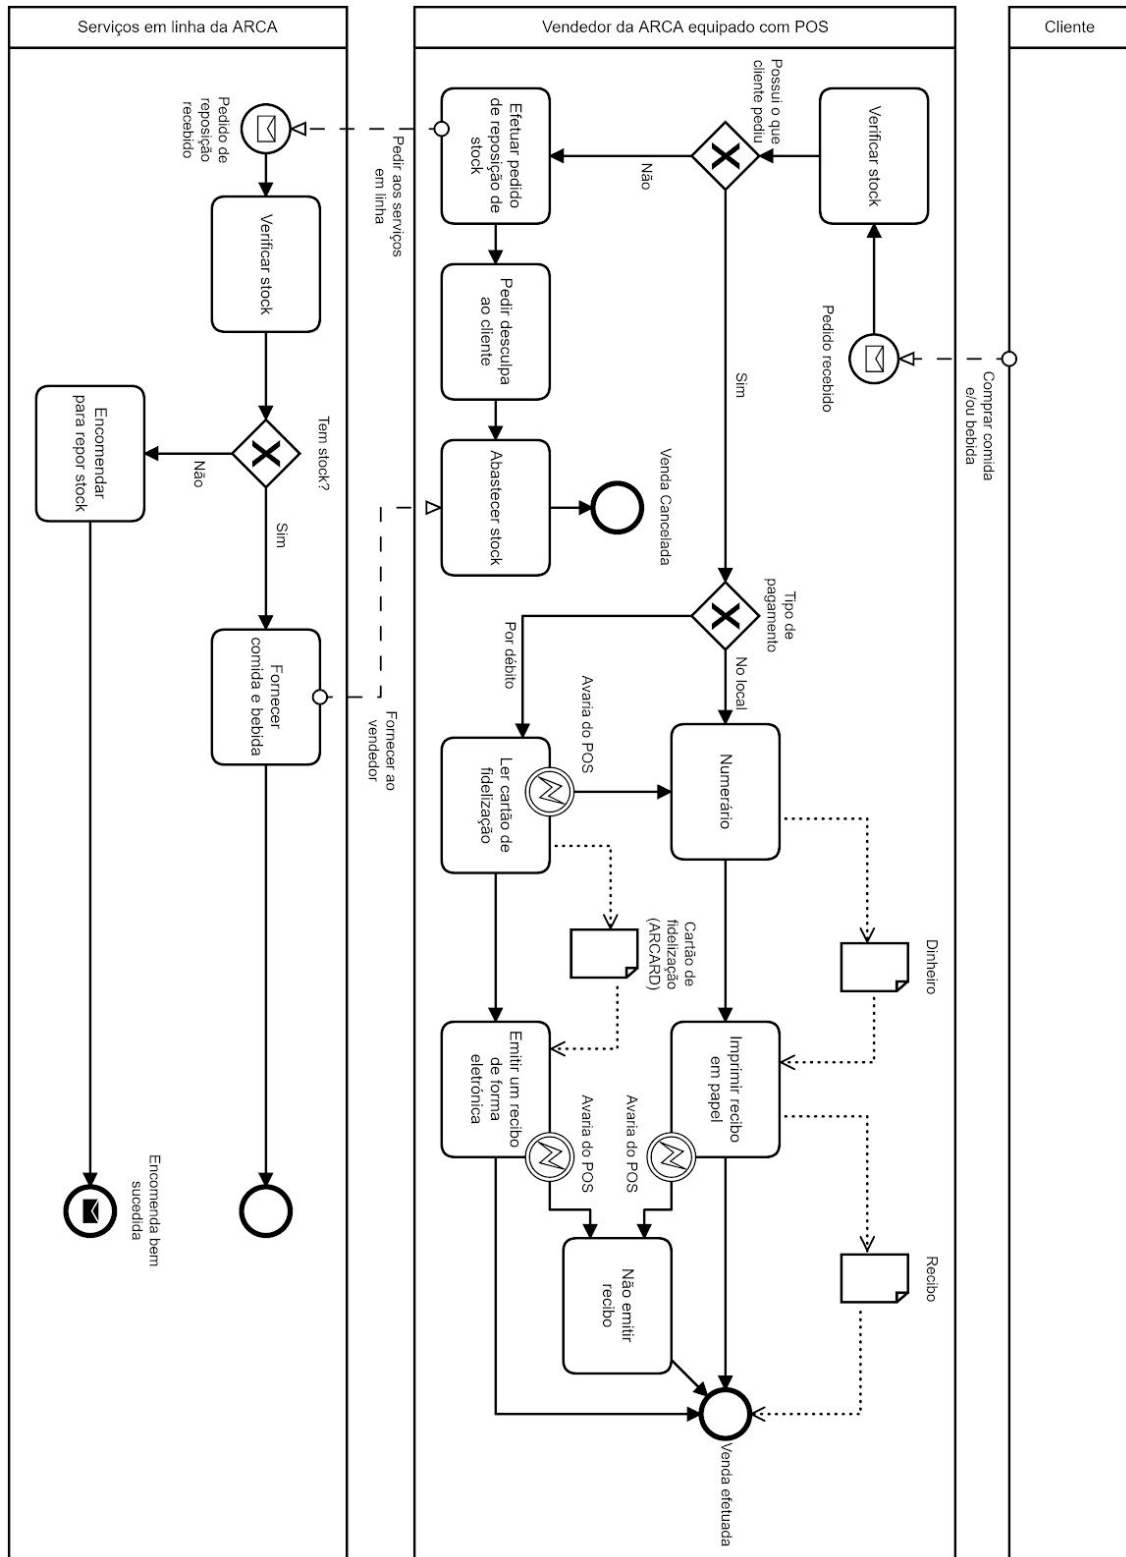 Cliente
Comprar comida
e/ou bebida
Vendedor da ARCA equipado com POS
Pedido recebido
Verificar stock
Possui o que
cliente pediu
Não
Sim
Efetuar pedido
de reposição de
stock
Pedir desculpa
ao cliente
Abastecer stock
Venda Cancelada
Tipo de
pagamento
No local
Por débito
Numerário
Dinheiro
Avaria do POS
Ler cartão de
fidelização
Cartão de
fidelização
(ARCARD)
Imprimir recibo
em papel
Emitir um recibo
de forma
eletrónica
Avaria do POS
Avaria do POS
Não emitir
recibo
Recibo
Venda efetuada
Pedir aos serviços
em linha
Fornecer ao
vendedor
Serviços em linha da ARCA
Pedido de
reposição
recebido
Verificar stock
Tem stock?
Sim
Não
Fornecer
comida e bebida
Encomendar
para repor stock
Encomenda bem
sucedida